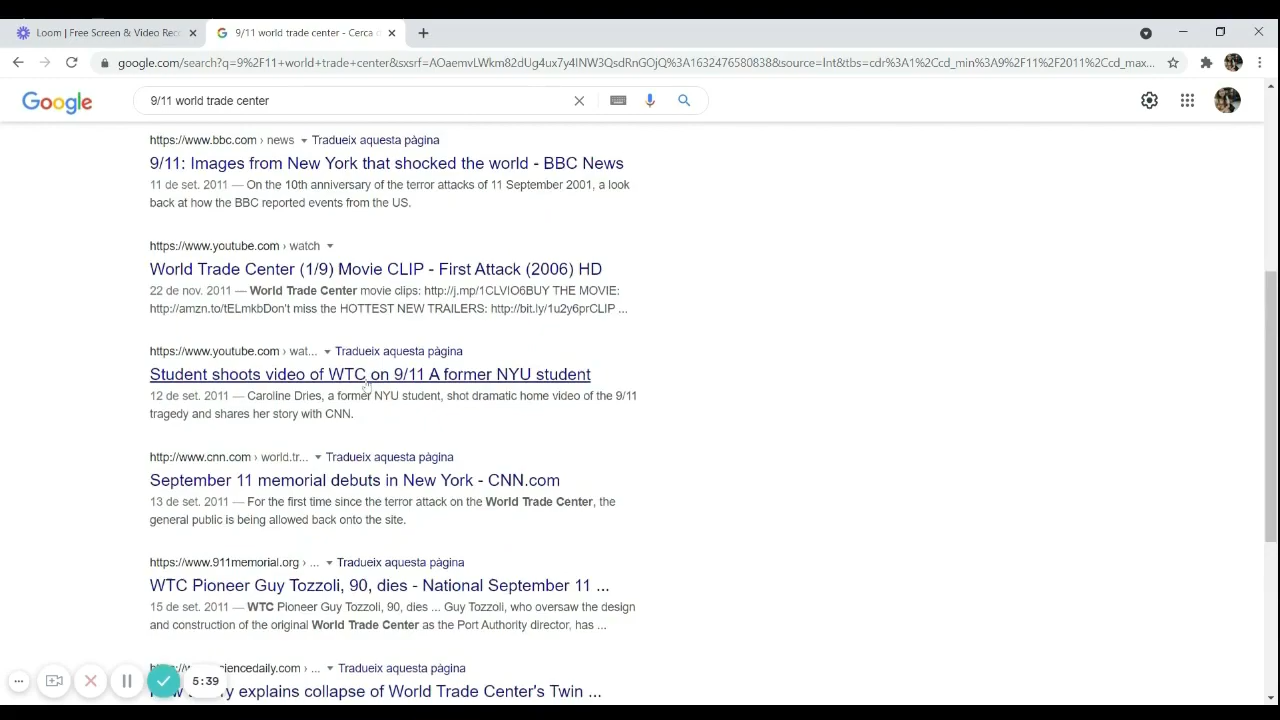 Loom | Free Screen & Video Rec
9/11 world trade center - Cerca
google.com/search?q=9%2F11+world+trade+center&sxsrf=AOaemvLWkm82dUg4ux7y4INW3QsdRnGOjQ%3A1632476580838&source=lnt&tbs=cdr%3A1%2Ccd_min%3A9%2F11%2F2011%2Ccd_max...
Google
9/11 world trade center
https://www.bbc.com › news Tradueix aquesta pàgina
9/11: Images from New York that shocked the world - BBC News
11 de set. 2011 — On the 10th anniversary of the terror attacks of 11 September 2001, a look
back at how the BBC reported events from the US.
https://www.youtube.com › watch
World Trade Center (1/9) Movie CLIP - First Attack (2006) HD
22 de nov. 2011 — World Trade Center movie clips: http://j.mp/1CLVIO6BUY THE MOVIE:
http://amzn.to/tELmkbDon't miss the HOTTEST NEW TRAILERS: http://bit.ly/1u2y6prCLIP ...
https://www.youtube.com › wat... Tradueix aquesta pàgina
Student shoots video of WTC on 9/11 A former NYU student
12 de set. 2011 — Caroline Dries, a former NYU student, shot dramatic home video of the 9/11
tragedy and shares her story with CNN.
http://www.cnn.com › world.tr... Tradueix aquesta pàgina
September 11 memorial debuts in New York - CNN.com
13 de set. 2011 — For the first time since the terror attack on the World Trade Center, the
general public is being allowed back onto the site.
https://www.911memorial.org › ... Tradueix aquesta pàgina
WTC Pioneer Guy Tozzoli, 90, dies - National September 11 ...
15 de set. 2011 — WTC Pioneer Guy Tozzoli, 90, dies ... Guy Tozzoli, who oversaw the design
and construction of the original World Trade Center as the Port Authority director, has ...
iencedaily.com › ... Tradueix aquesta pàgina
explains collapse of World Trade Center's Twin ...
5:39